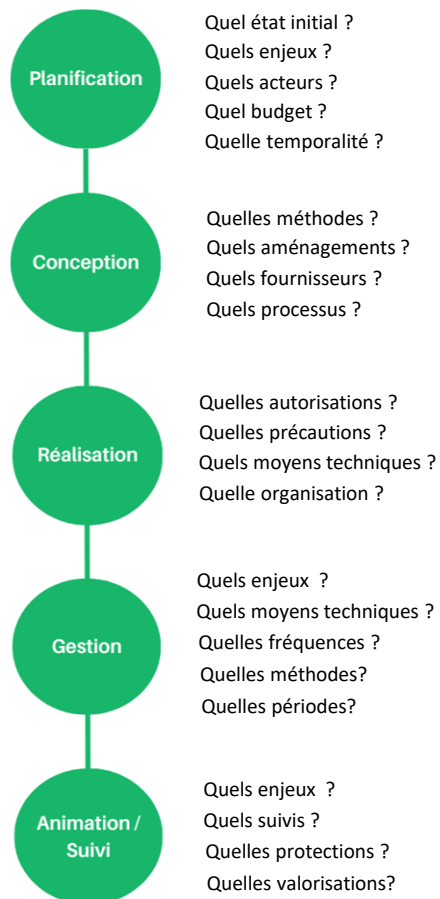 Planification
Quel état initial ?
Quels enjeux ?
Quels acteurs ?
Quel budget ?
Quelle temporalité ?
Conception
Quelles méthodes ?
Quels aménagements ?
Quels fournisseurs ?
Quels processus ?
Réalisation
Quelles autorisations ?
Quelles précautions ?
Quels moyens techniques ?
Quelle organisation ?
Gestion
Quels enjeux  ?
Quels moyens techniques ?
Quelles fréquences ?
Quelles méthodes?
Quelles périodes?
Animation /
Suivi
Quels enjeux  ?
Quels suivis ?
Quelles protections ?
Quelles valorisations?